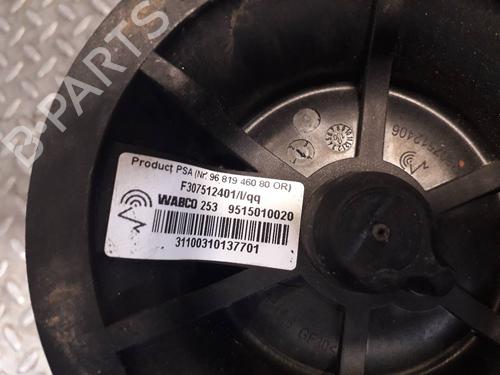 B-PARTS
Product PSA (Nr. 96 819 460 80 OR)
F307512401/I/qq
WABCO 253 9515010020
31100310137701